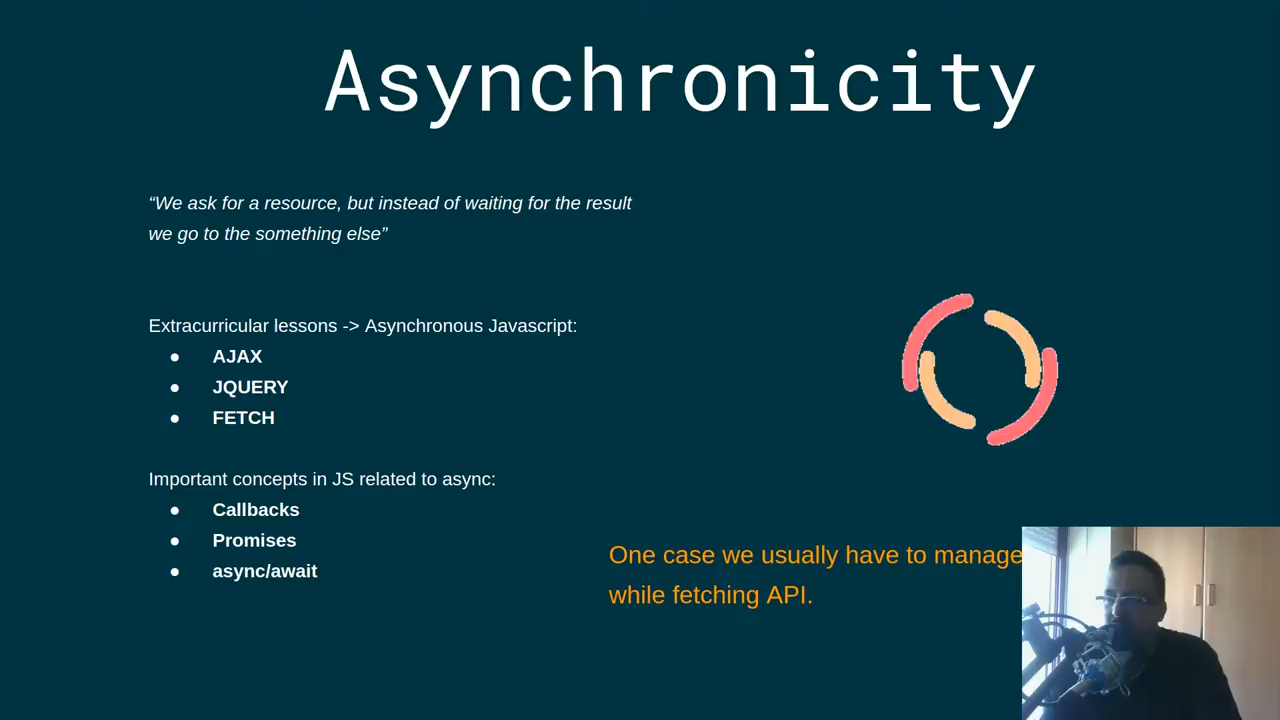 Asynchronicity
“We ask for a resource, but instead of waiting for the result
we go to the something else”
Extracurricular lessons -> Asynchronous Javascript:
● AJAX
● JQUERY
● FETCH
Important concepts in JS related to async:
● Callbacks
● Promises
● async/await
One case we usually have to manage
while fetching API.